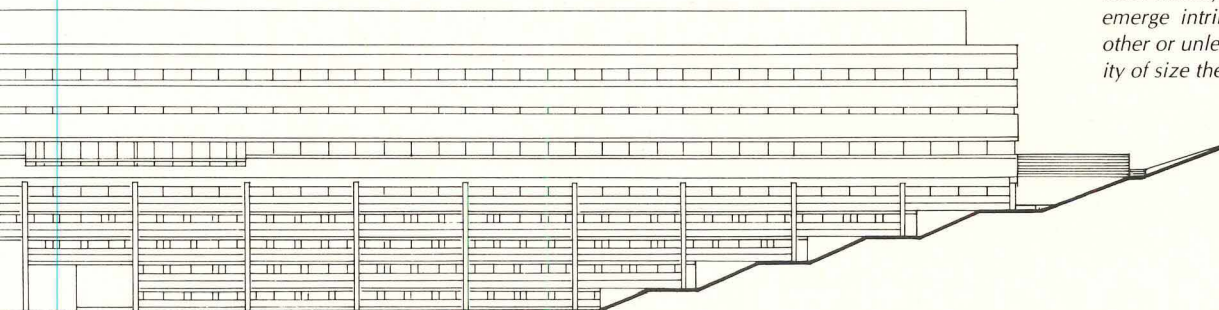 emerge intri
other or unle
ity of size the